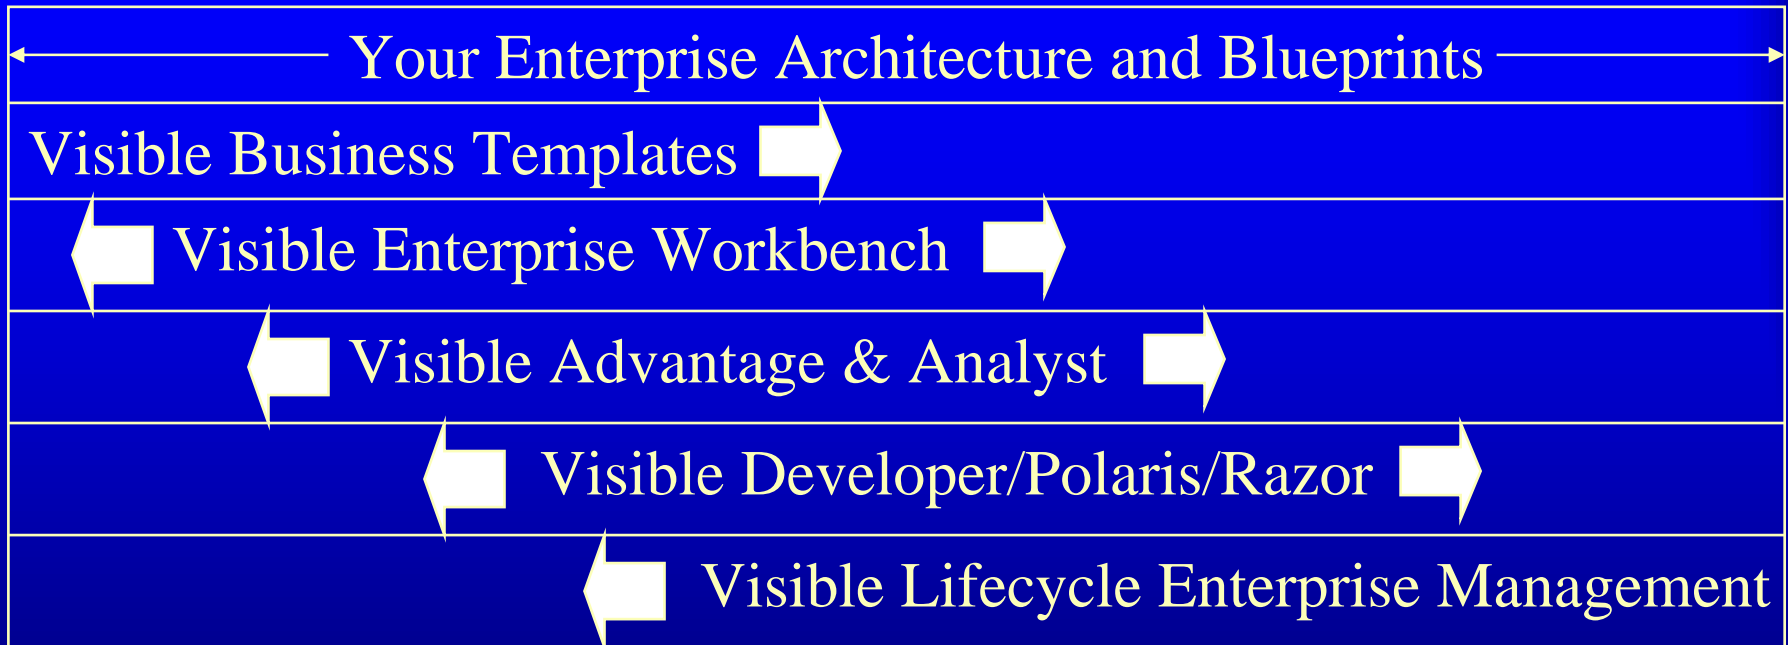 Your Enterprise Architecture and Blueprints
Visible Business Templates
Visible Enterprise Workbench
Visible Advantage & Analyst
Visible Developer/Polaris/Razor
Visible Lifecycle Enterprise Management